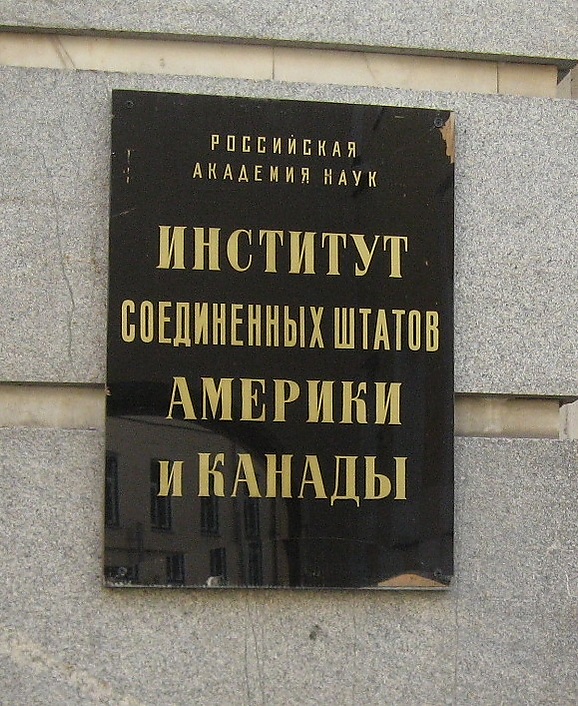 РОССИЙСКАЯ
АКАДЕМИЯ НАУК
ИНСТИТУТ
СОЕДИНЕННЫХ ШТАТОВ
АМЕРИКИ
и КАНАДЫ